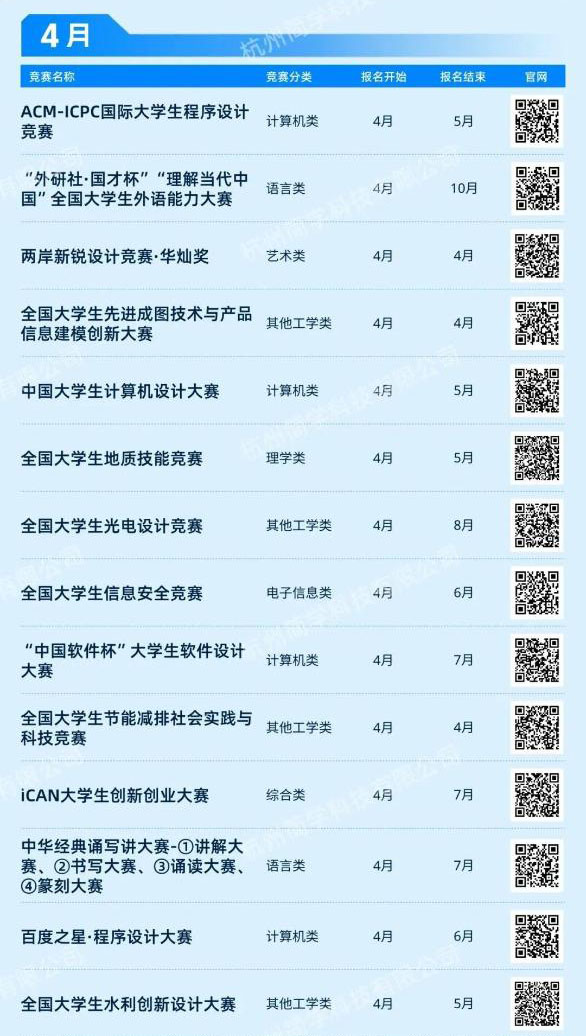 4月
竞赛名称 竞赛分类 报名开始 报名结束 官网
ACM-ICPC国际大学生程序设计
竞赛
计算机类 4月 5月
“外研社·国才杯”“理解当代中
国”全国大学生外语能力大赛
语言类 4月 10月
两岸新锐设计竞赛·华灿奖 艺术类 4月 4月
全国大学生先进成图技术与产品
信息建模创新大赛
其他工学类 4月 4月
中国大学生计算机设计大赛 计算机类 4月 5月
全国大学生地质技能竞赛 理学类 4月 5月
全国大学生光电设计竞赛 其他工学类 4月 8月
全国大学生信息安全竞赛 电子信息类 4月 6月
“中国软件杯”大学生软件设计
大赛
计算机类 4月 7月
全国大学生节能减排社会实践与
科技竞赛
其他工学类 4月 4月
iCAN大学生创新创业大赛 综合类 4月 7月
中华经典诵写讲大赛-①讲解大
赛、②书写大赛、③诵读大赛、
④篆刻大赛
语言类 4月 7月
百度之星·程序设计大赛 计算机类 4月 6月
全国大学生水利创新设计大赛 其他工学类 4月 5月